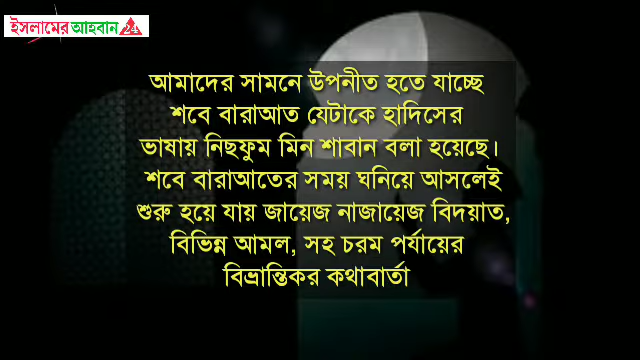 ইসলামের আহবান 24
আমাদের সামনে উপনীত হতে যাচ্ছে
শবে বারাআত যেটাকে হাদিসের
ভাষায় নিছফুম মিন শাবান বলা হয়েছে।
শবে বারাআতের সময় ঘনিয়ে আসলেই
শুরু হয়ে যায় জায়েজ নাজায়েজ বিদয়াত,
বিভিন্ন আমল, সহ চরম পর্যায়ের
বিভ্রান্তিকর কথাবার্তা